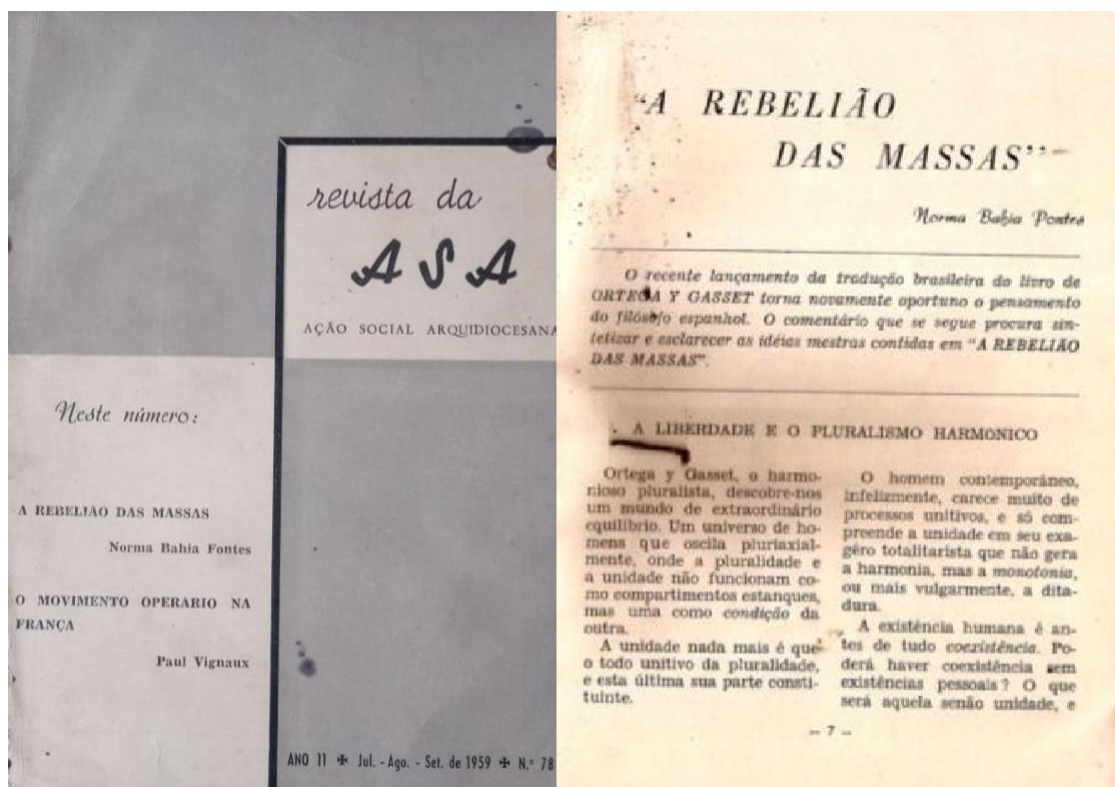 revista da
ASA
AÇÃO SOCIAL ARQUIDIOCESANA
Neste número:
A REBELIÃO DAS MASSAS
Norma Bahia Fontes
O MOVIMENTO OPERARIO NA
FRANÇA
Paul Vignaux
ANO 11 ✠ Jul. - Ago. - Set. de 1959 ✠ N.º 78
"A REBELIÃO
DAS MASSAS"
Norma Bahia Pontes
O recente lançamento da tradução brasileira do livro de
ORTEGA Y GASSET torna novamente oportuno o pensamento
do filósofo espanhol. O comentário que se segue procura sin-
tetizar e esclarecer as idéias mestras contidas em "A REBELIÃO
DAS MASSAS".
. A LIBERDADE E O PLURALISMO HARMONICO
Ortega y Gasset, o harmo-
nioso pluralista, descobre-nos
um mundo de extraordinário
equilíbrio. Um universo de ho-
mens que oscila pluriaxial-
mente, onde a pluralidade e
a unidade não funcionam co-
mo compartimentos estanques,
mas uma como condição da
outra.
A unidade nada mais é que
o todo unitivo da pluralidade,
e esta última sua parte consti-
tuinte.
O homem contemporâneo,
infelizmente, carece muito de
processos unitivos, e só com-
preende a unidade em seu exa-
gêro totalitarista que não gera
a harmonia, mas a monotonia,
ou mais vulgarmente, a dita-
dura.
A existência humana é an-
tes de tudo coexistência. Po-
derá haver coexistência sem
existências pessoais? O que
será aquela senão unidade, e
— 7 —